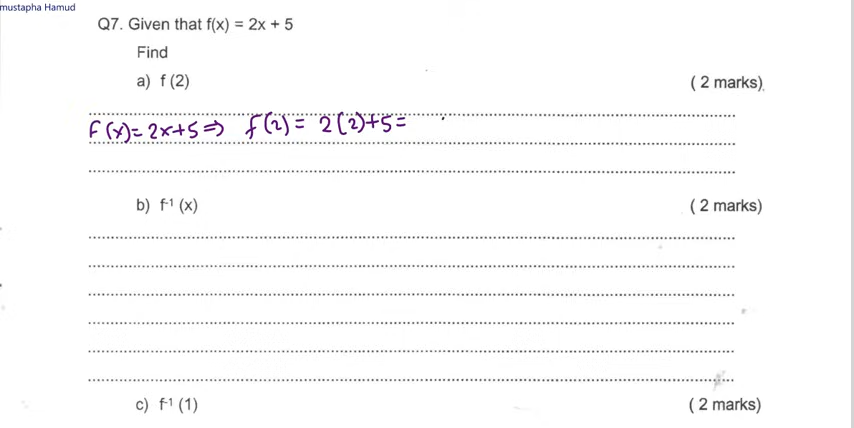 mustapha Hamud
Q7. Given that f(x) = 2x + 5
Find
a) f (2) ( 2 marks)
f(x)=2x+5⇒ f(2)= 2(2)+5=
b) f⁻¹ (x) ( 2 marks)
c) f⁻¹ (1) ( 2 marks)